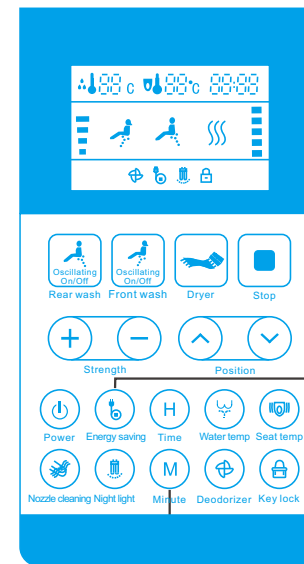 88 c 88°c 88:88
Oscillating On/Off Oscillating On/Off
Rear wash Front wash Dryer Stop
+ −
Strength Position
H
Power Energy saving Time Water temp Seat temp
M
Nozzle cleaning Night light Minute Deodorizer Key lock